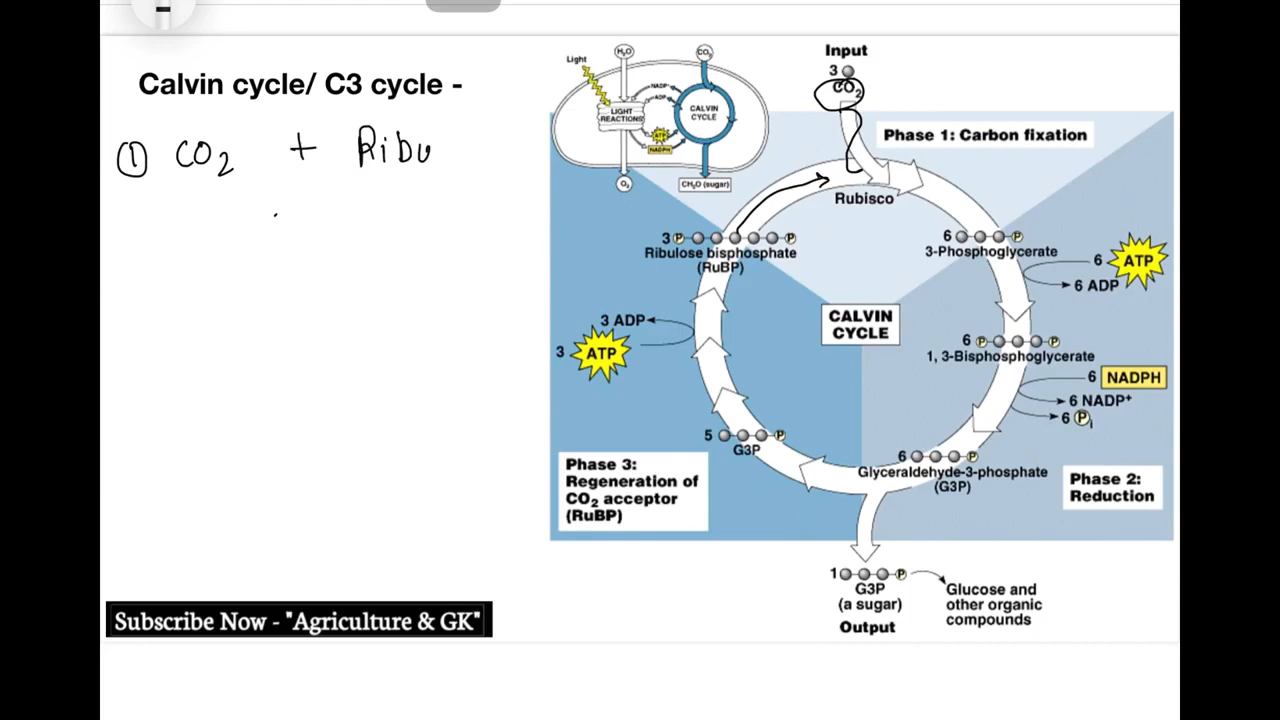 Calvin cycle/ C3 cycle -
① CO₂ + Ribu
Subscribe Now - "Agriculture & GK"
Light
H₂O
CO₂
NADP⁺
ADP
LIGHT
REACTIONS
CALVIN
CYCLE
ATP
NADPH
O₂
CH₂O (sugar)
Input
3
CO₂
Phase 1: Carbon fixation
Rubisco
3 P P
Ribulose bisphosphate
(RuBP)
6 P
3-Phosphoglycerate
6 ATP
6 ADP
CALVIN
CYCLE
6 P P
1, 3-Bisphosphoglycerate
6 NADPH
6 NADP⁺
6 Pᵢ
3 ADP
3 ATP
5 P
G3P
6 P
Glyceraldehyde-3-phosphate
(G3P)
Phase 3:
Regeneration of
CO₂ acceptor
(RuBP)
Phase 2:
Reduction
1 P
G3P
(a sugar)
Output
Glucose and
other organic
compounds